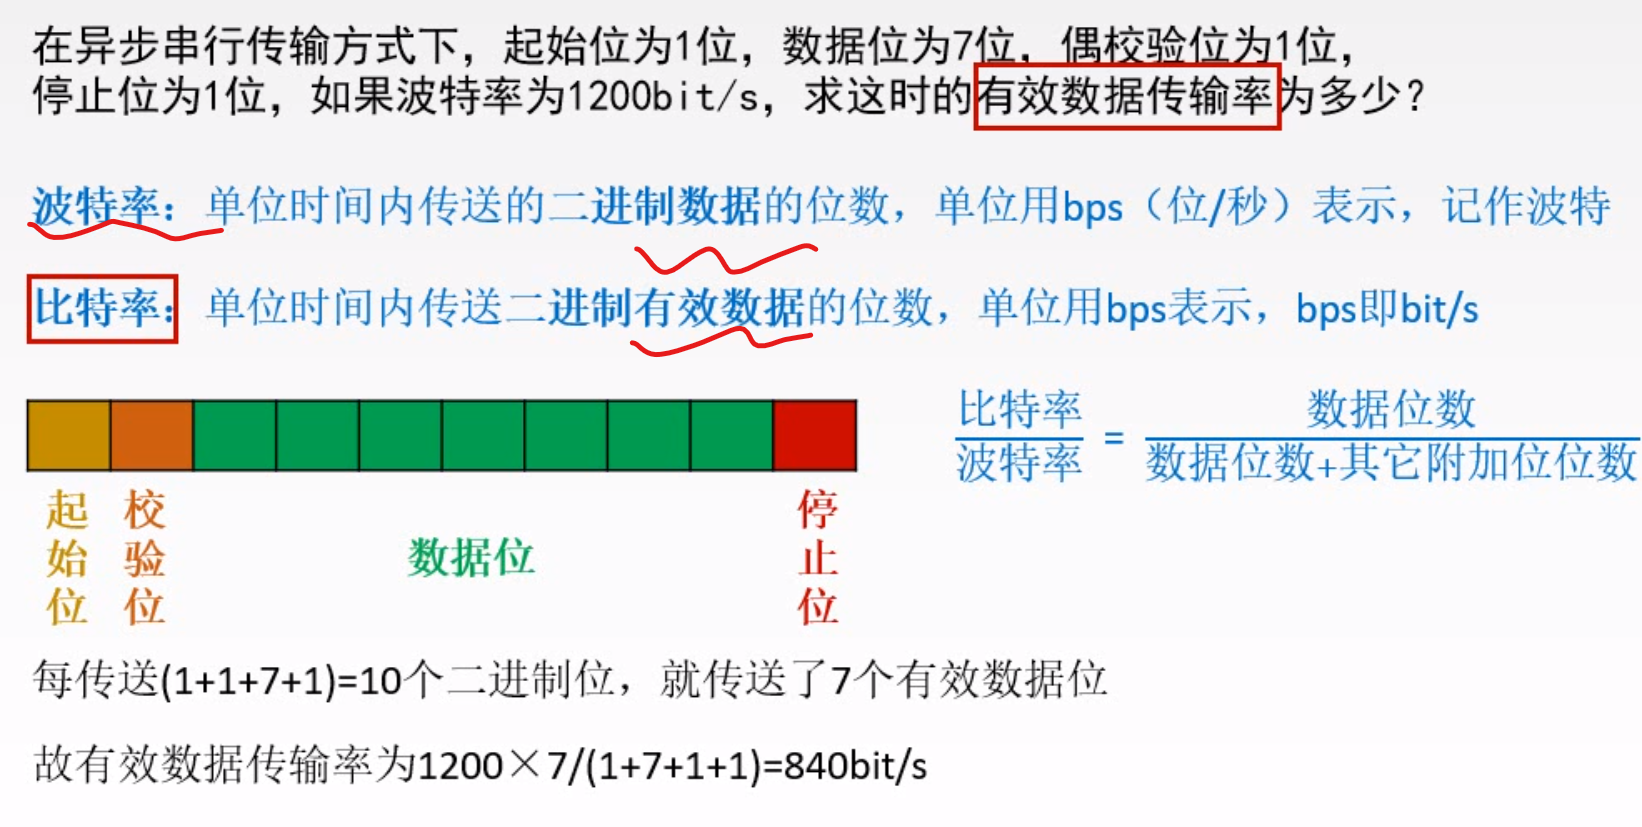 在异步串行传输方式下，起始位为1位，数据位为7位，偶校验位为1位，
停止位为1位，如果波特率为1200bit/s，求这时的有效数据传输率为多少？
波特率：单位时间内传送的二进制数据的位数，单位用bps（位/秒）表示，记作波特
比特率：单位时间内传送二进制有效数据的位数，单位用bps表示，bps即bit/s
比特率 数据位数
=
波特率 数据位数+其它附加位位数
起始位
校验位
数据位
停止位
每传送(1+1+7+1)=10个二进制位，就传送了7个有效数据位
故有效数据传输率为1200×7/(1+7+1+1)=840bit/s